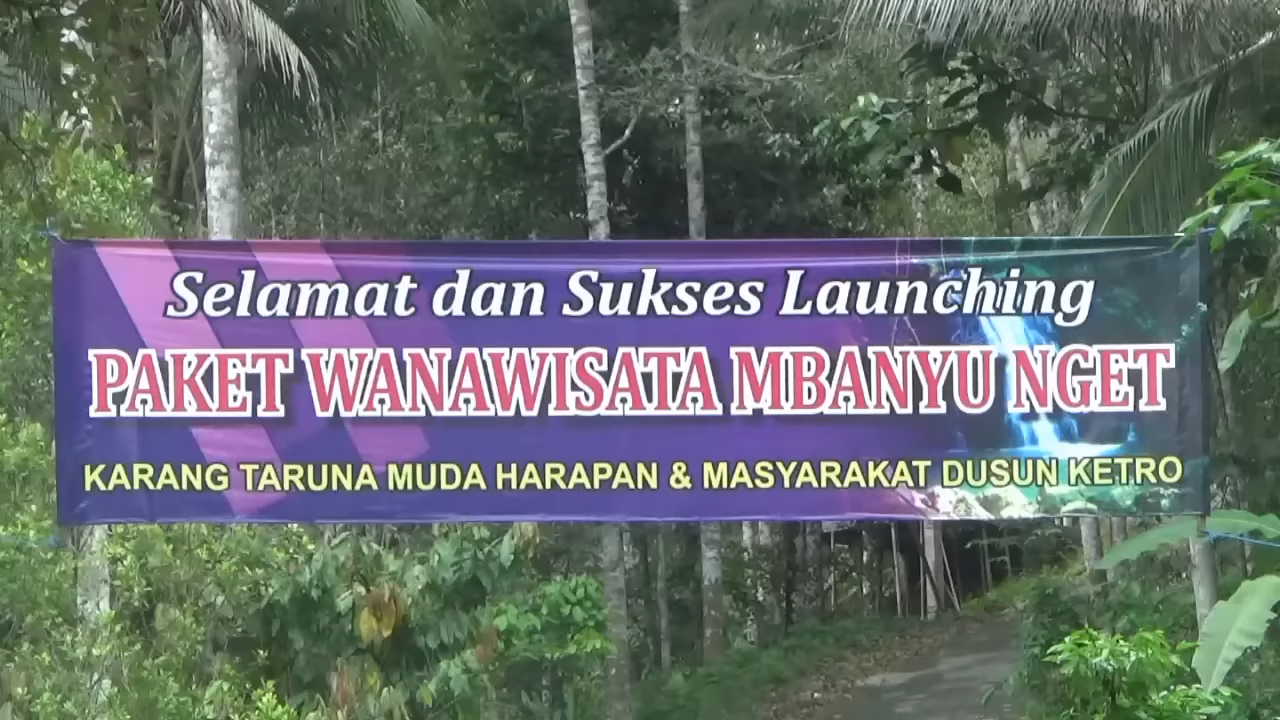 Selamat dan Sukses Launching
PAKET WANAWISATA MBANYU NGET
KARANG TARUNA MUDA HARAPAN & MASYARAKAT DUSUN KETRO